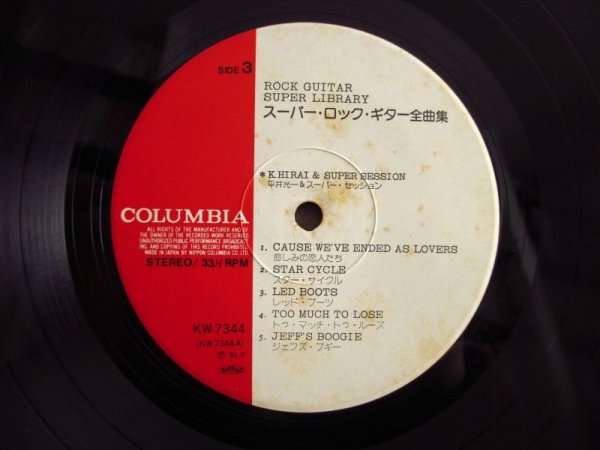 SIDE 3
ROCK GUITAR
SUPER LIBRARY
スーパー・ロック・ギター全曲集
* K.HIRAI & SUPER SESSION
平井光一&スーパー・セッション
COLUMBIA
ALL RIGHTS OF THE MANUFACTURER AND OF
THE OWNER OF THE RECORDED WORK RESERVED.
UNAUTHORIZED PUBLIC PERFORMANCE BROADCAST-
ING AND COPYING OF THIS RECORD PROHIBITED.
MADE IN JAPAN BY NIPPON COLUMBIA CO. LTD.
STEREO/33⅓RPM
KW-7344
(KW-7344-A)
1. CAUSE WE'VE ENDED AS LOVERS
悲しみの恋人たち
2. STAR CYCLE
スター・サイクル
3. LED BOOTS
レッド・ブーツ
4. TOO MUCH TO LOSE
トゥ・マッチ・トゥ・ルーズ
5. JEFF'S BOOGIE
ジェフス・ブギー